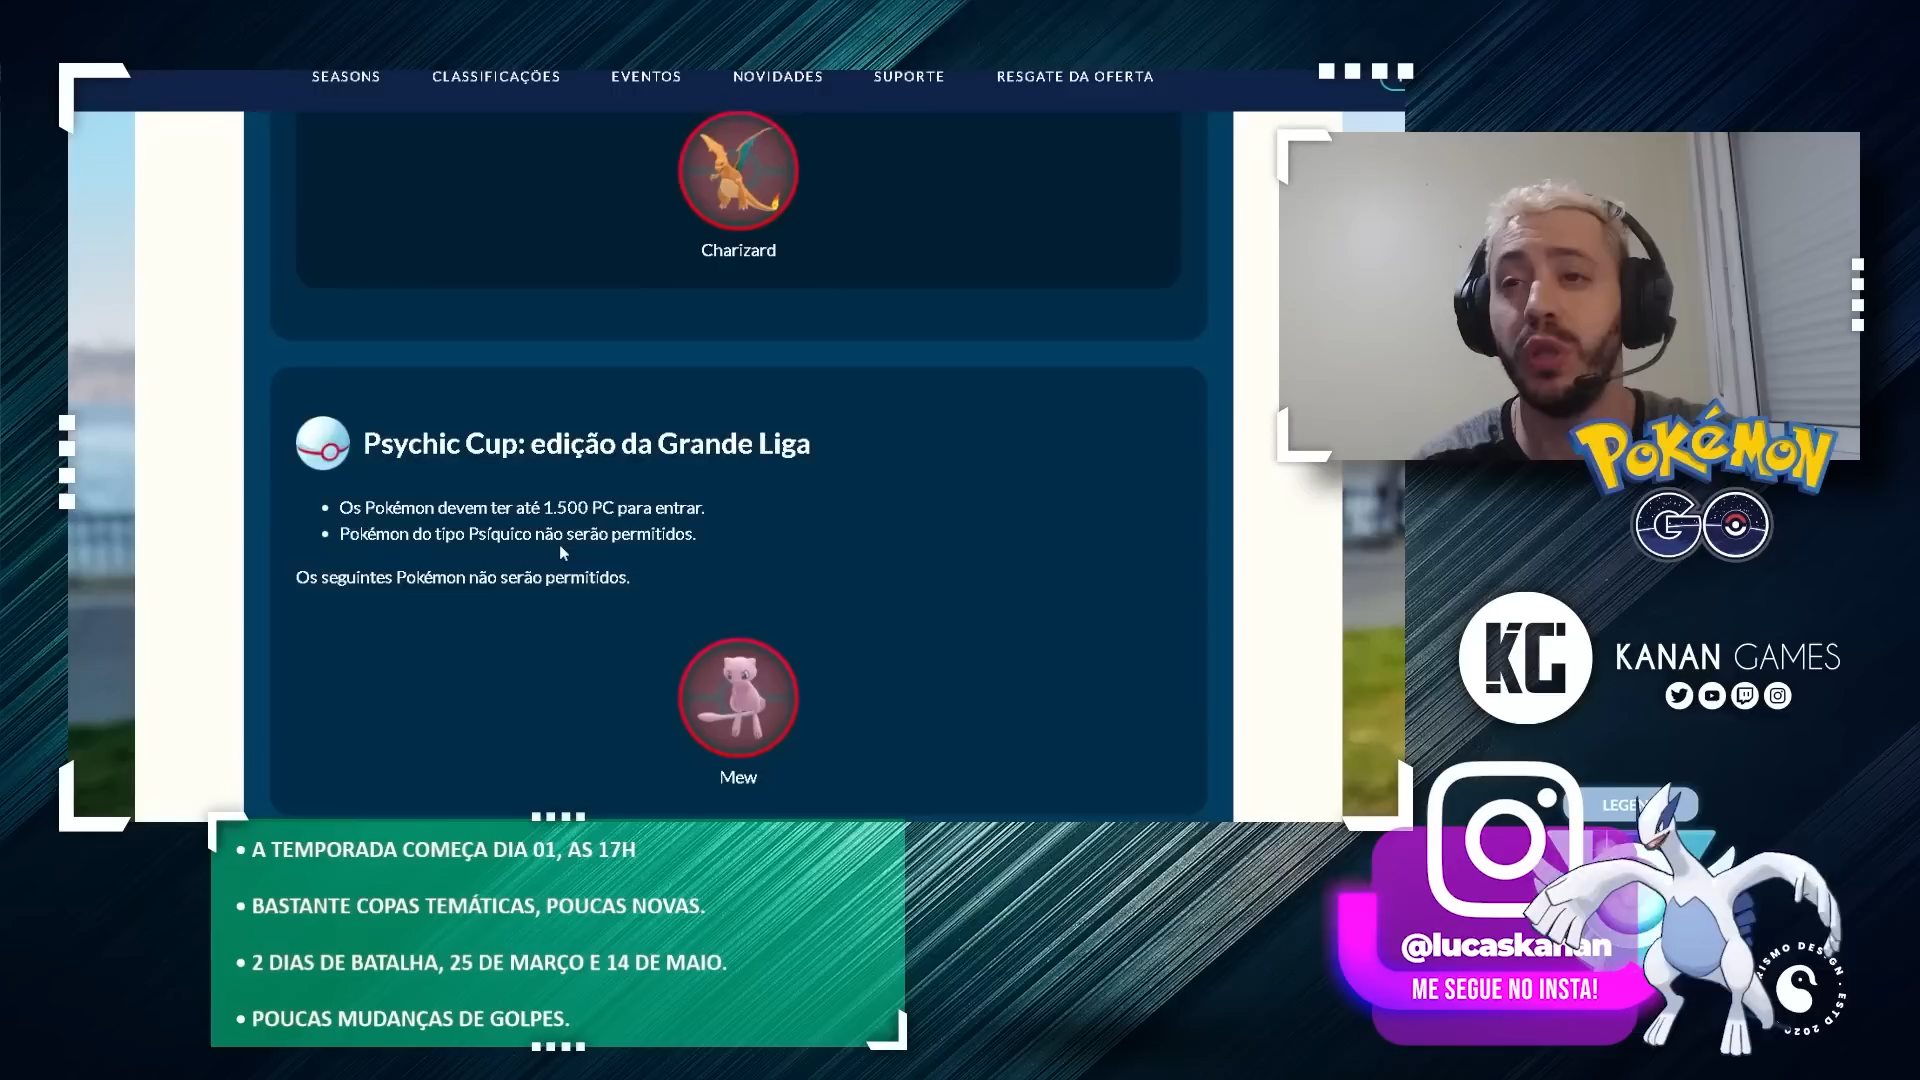 SEASONS CLASSIFICAÇÕES EVENTOS NOVIDADES SUPORTE RESGATE DA OFERTA
Charizard
Psychic Cup: edição da Grande Liga
• Os Pokémon devem ter até 1.500 PC para entrar.
• Pokémon do tipo Psíquico não serão permitidos.
Os seguintes Pokémon não serão permitidos.
Mew
POKÉMON
GO
KG
KANAN GAMES
• A TEMPORADA COMEÇA DIA 01, AS 17H
• BASTANTE COPAS TEMÁTICAS, POUCAS NOVAS.
• 2 DIAS DE BATALHA, 25 DE MARÇO E 14 DE MAIO.
• POUCAS MUDANÇAS DE GOLPES.
@lucaskanan
ME SEGUE NO INSTA!